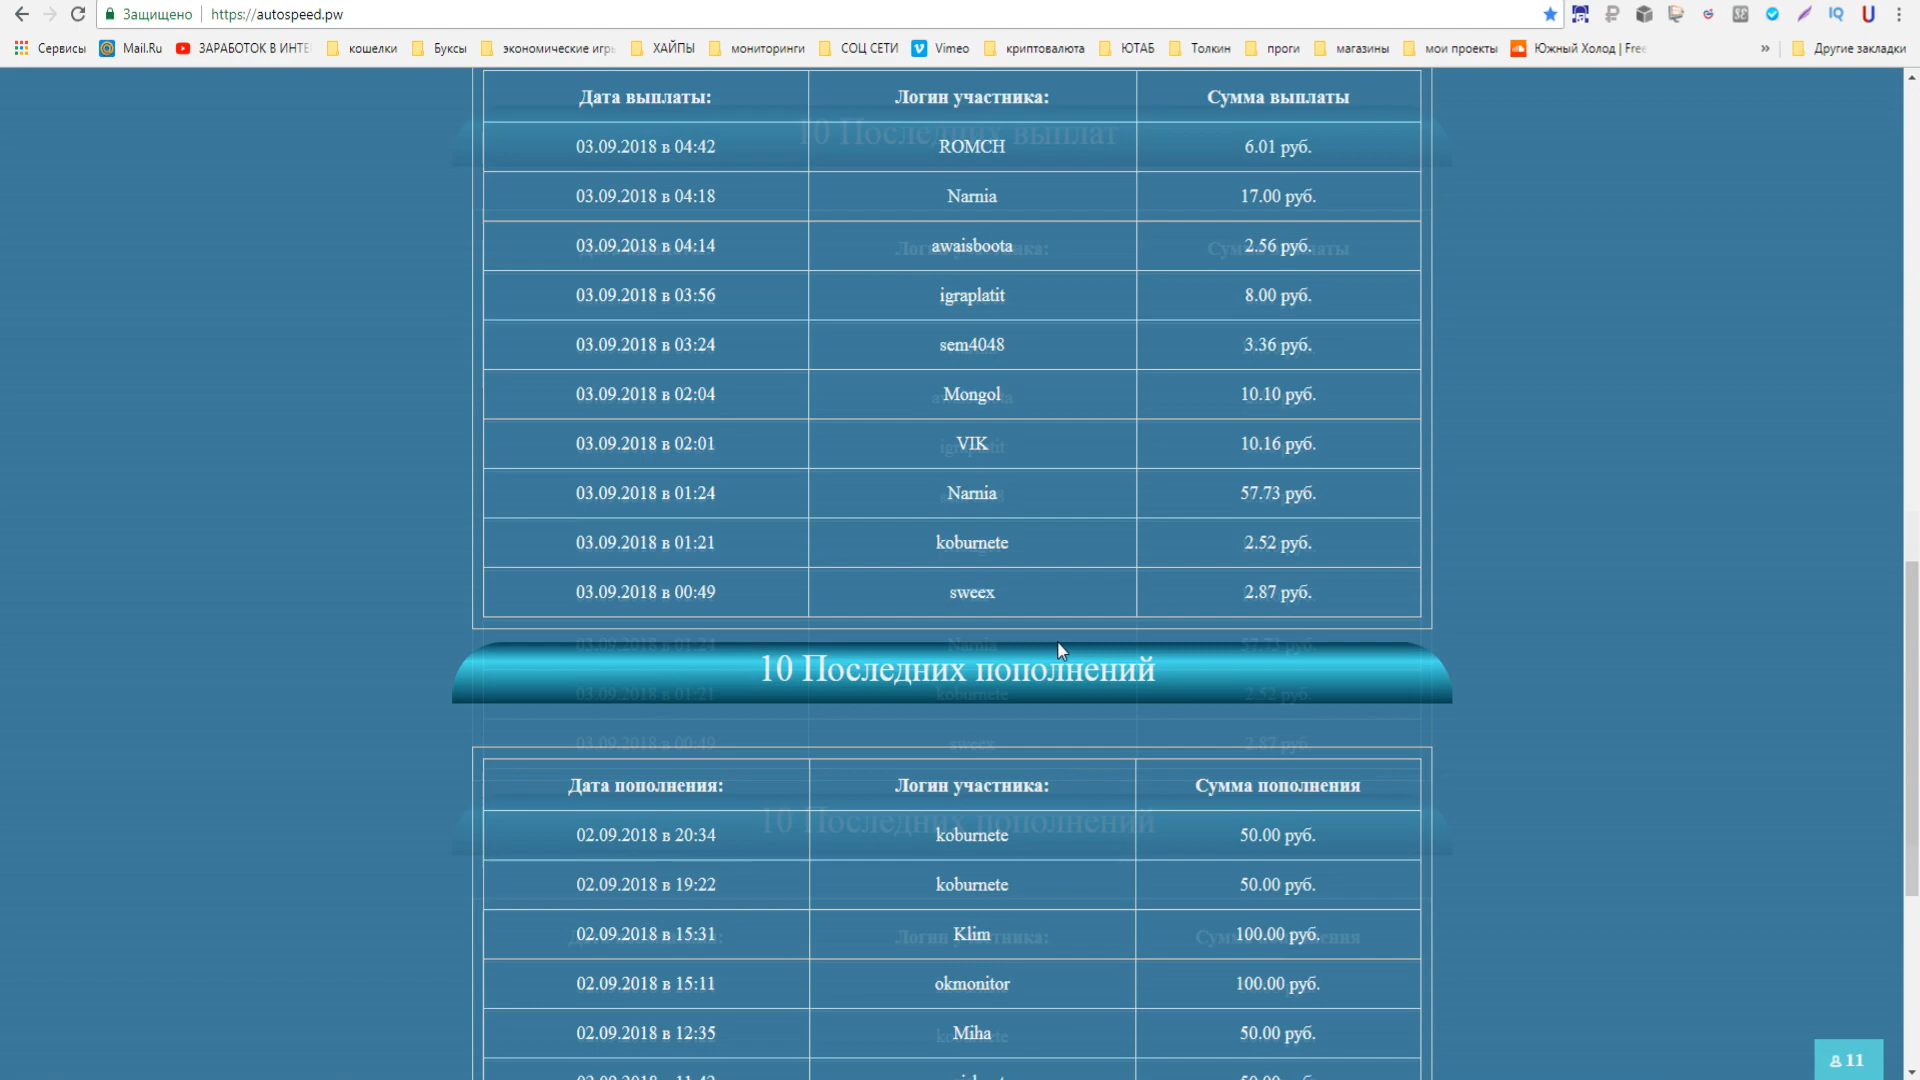 Защищено https://autospeed.pw
Сервисы Mail.Ru ЗАРАБОТОК В ИНТЕ кошелки Буксы экономические игры ХАЙПЫ мониторинги СОЦ СЕТИ Vimeo криптовалюта ЮТАБ Толкин проги магазины мои проекты Южный Холод | Free » Другие закладки
Дата выплаты: Логин участника: Сумма выплаты
10 Последних выплат
03.09.2018 в 04:42 ROMCH 6.01 руб.
03.09.2018 в 04:18 Narnia 17.00 руб.
03.09.2018 в 04:14 awaisboota 2.56 руб.
03.09.2018 в 03:56 igraplatit 8.00 руб.
03.09.2018 в 03:24 sem4048 3.36 руб.
03.09.2018 в 02:04 Mongol 10.10 руб.
03.09.2018 в 02:01 VIK 10.16 руб.
03.09.2018 в 01:24 Narnia 57.73 руб.
03.09.2018 в 01:21 koburnete 2.52 руб.
03.09.2018 в 00:49 sweex 2.87 руб.
10 Последних пополнений
Дата пополнения: Логин участника: Сумма пополнения
02.09.2018 в 20:34 koburnete 50.00 руб.
02.09.2018 в 19:22 koburnete 50.00 руб.
02.09.2018 в 15:31 Klim 100.00 руб.
02.09.2018 в 15:11 okmonitor 100.00 руб.
02.09.2018 в 12:35 Miha 50.00 руб.
11